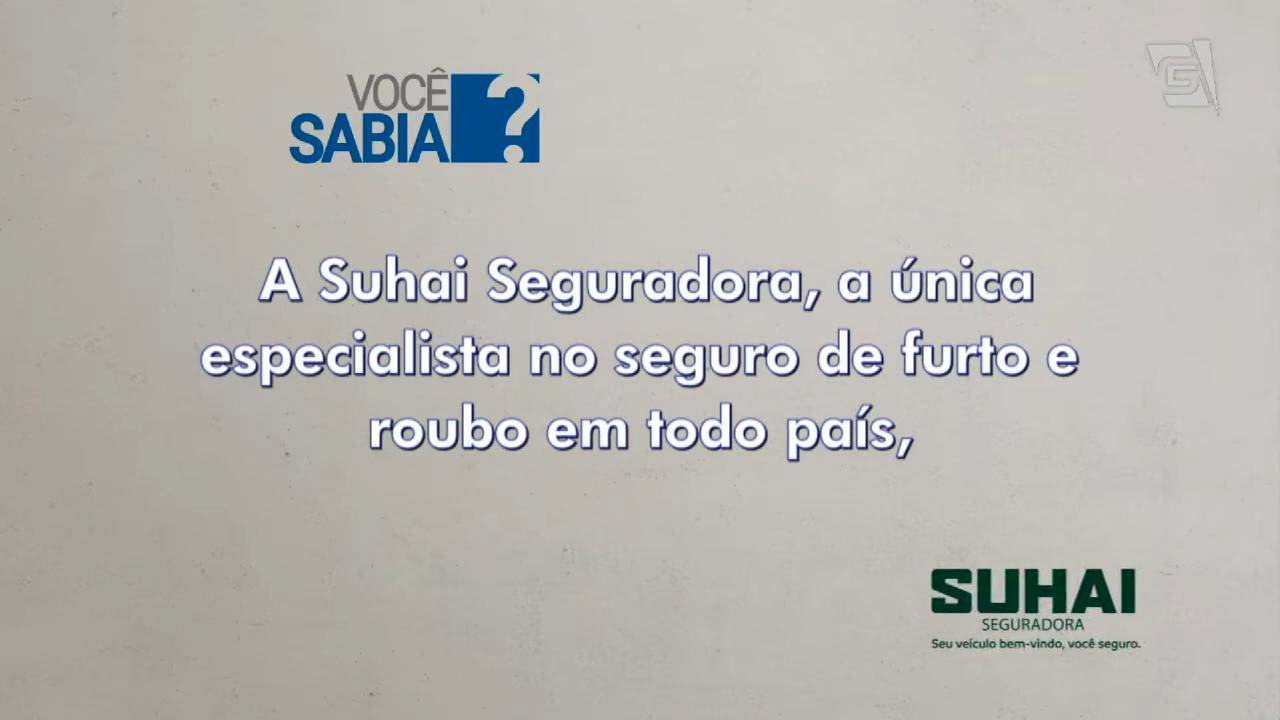 VOCÊ
SABIA?
A Suhai Seguradora, a única
especialista no seguro de furto e
roubo em todo país,
SUHAI
SEGURADORA
Seu veículo bem-vindo, você seguro.